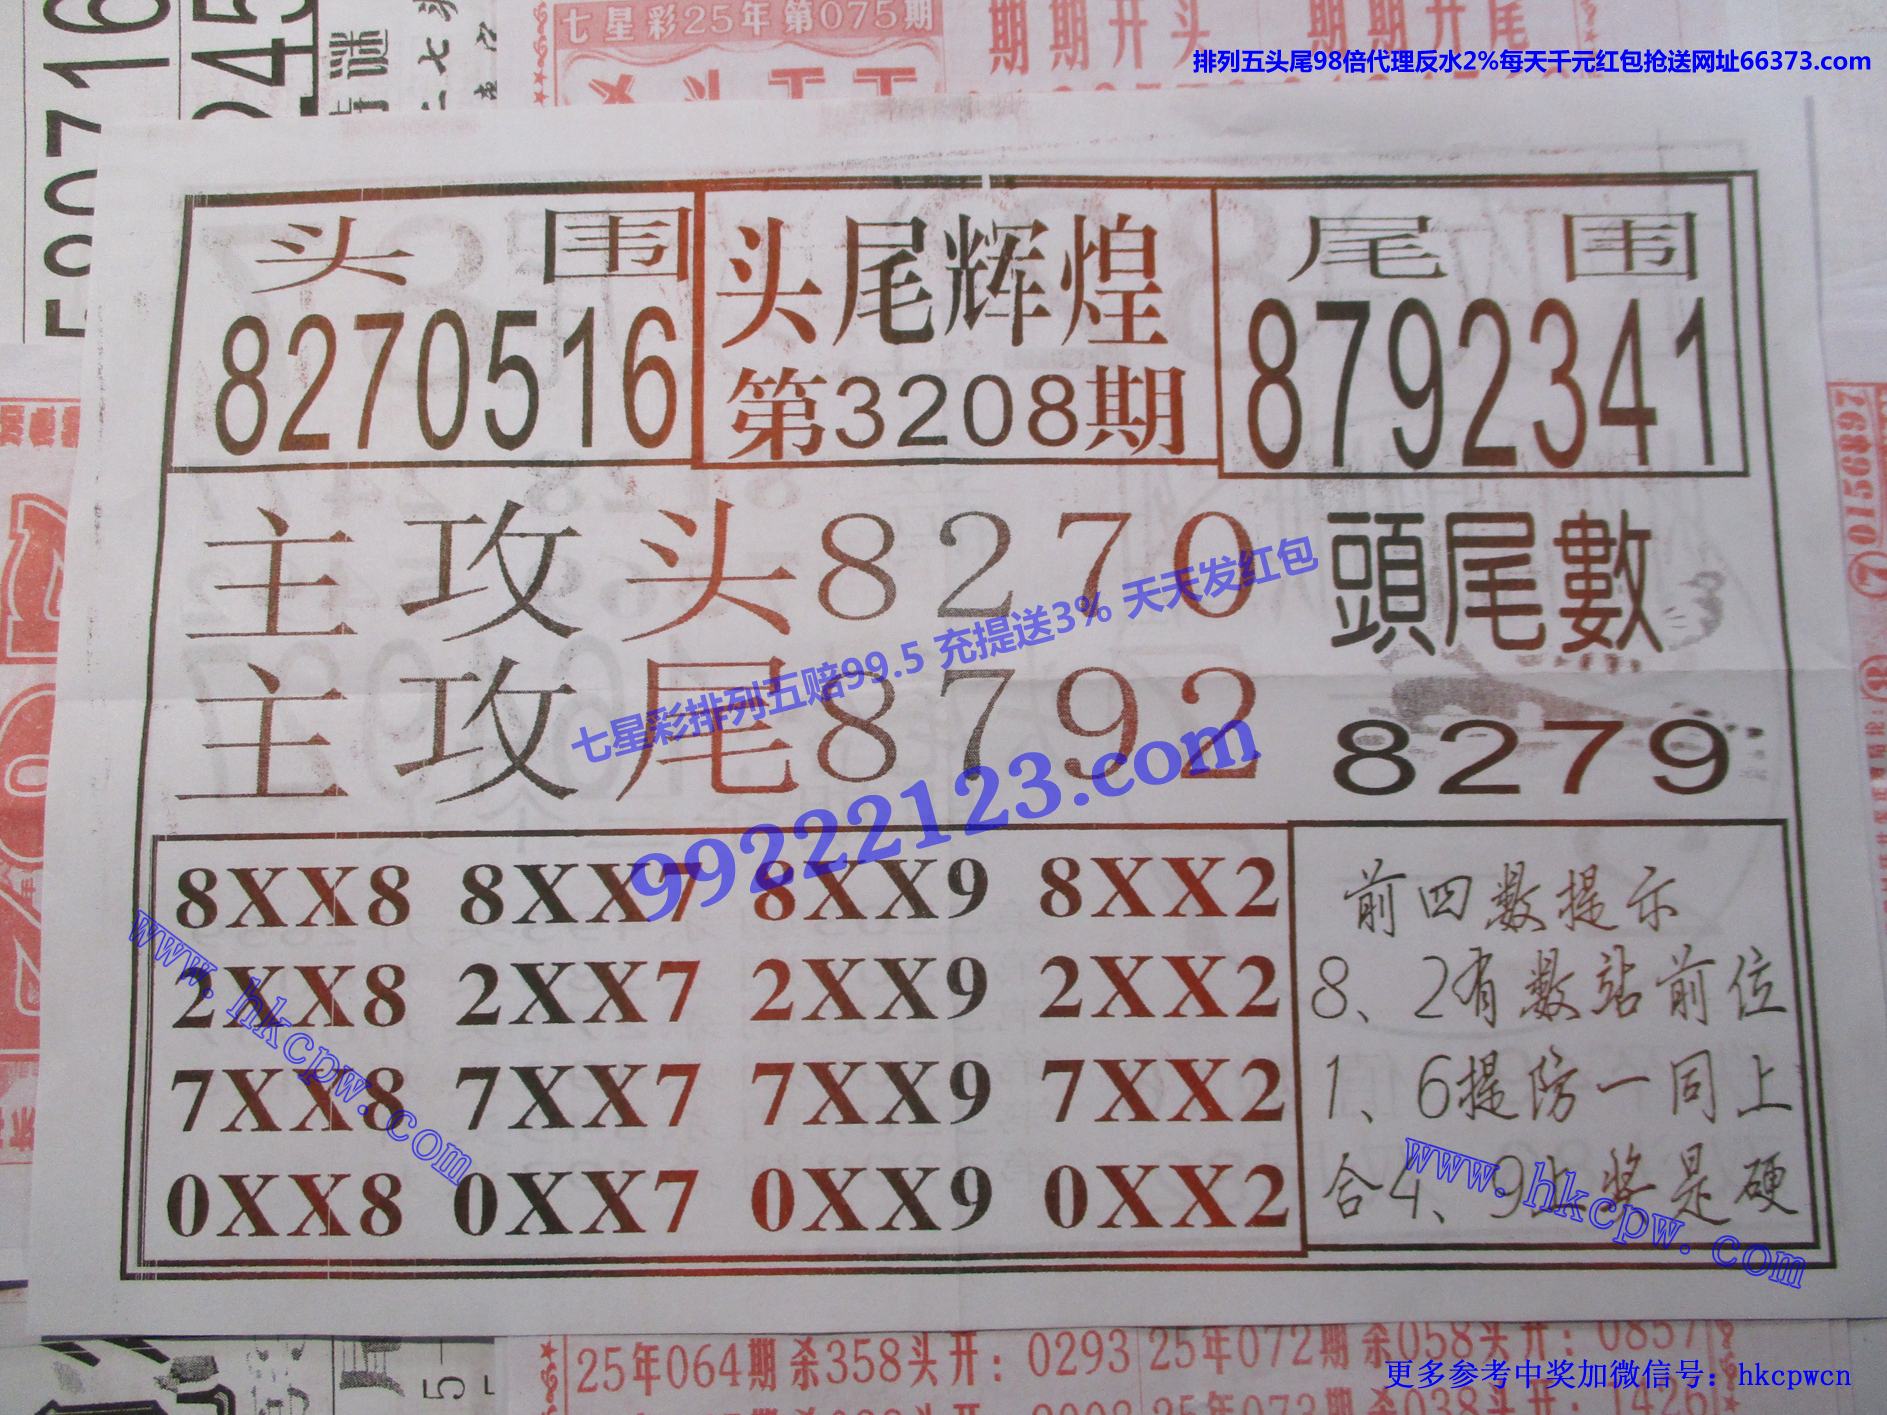 七星彩25年第075期
期期开头
期期开尾
排列五头尾98倍代理反水2%每天千元红包抢送网址66373.com
头围
8270516
头尾辉煌
第3208期
尾围
8792341
主攻头8270
主攻尾8792
頭尾數
8279
七星彩排列五赔99.5 充提送3% 天天发红包
99222123.com
8XX8 8XX7 8XX9 8XX2
2XX8 2XX7 2XX9 2XX2
7XX8 7XX7 7XX9 7XX2
0XX8 0XX7 0XX9 0XX2
前四数提示
8、2有数站前位
1、6提防一同上
合4、9上奖是硬
www.hkcpw.com
www.hkcpw.com
0156897
25年064期杀358头开：0293
25年072期杀058头开：0857
更多参考中奖加微信号：hkcpwcn